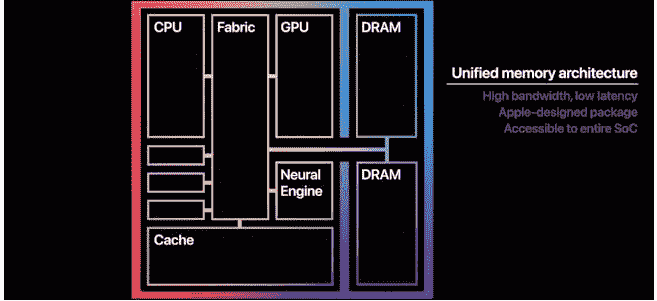 CPU
Fabric
GPU
DRAM
Unified memory architecture
High bandwidth, low latency
Apple-designed package
Accessible to entire SoC
Neural
Engine
DRAM
Cache